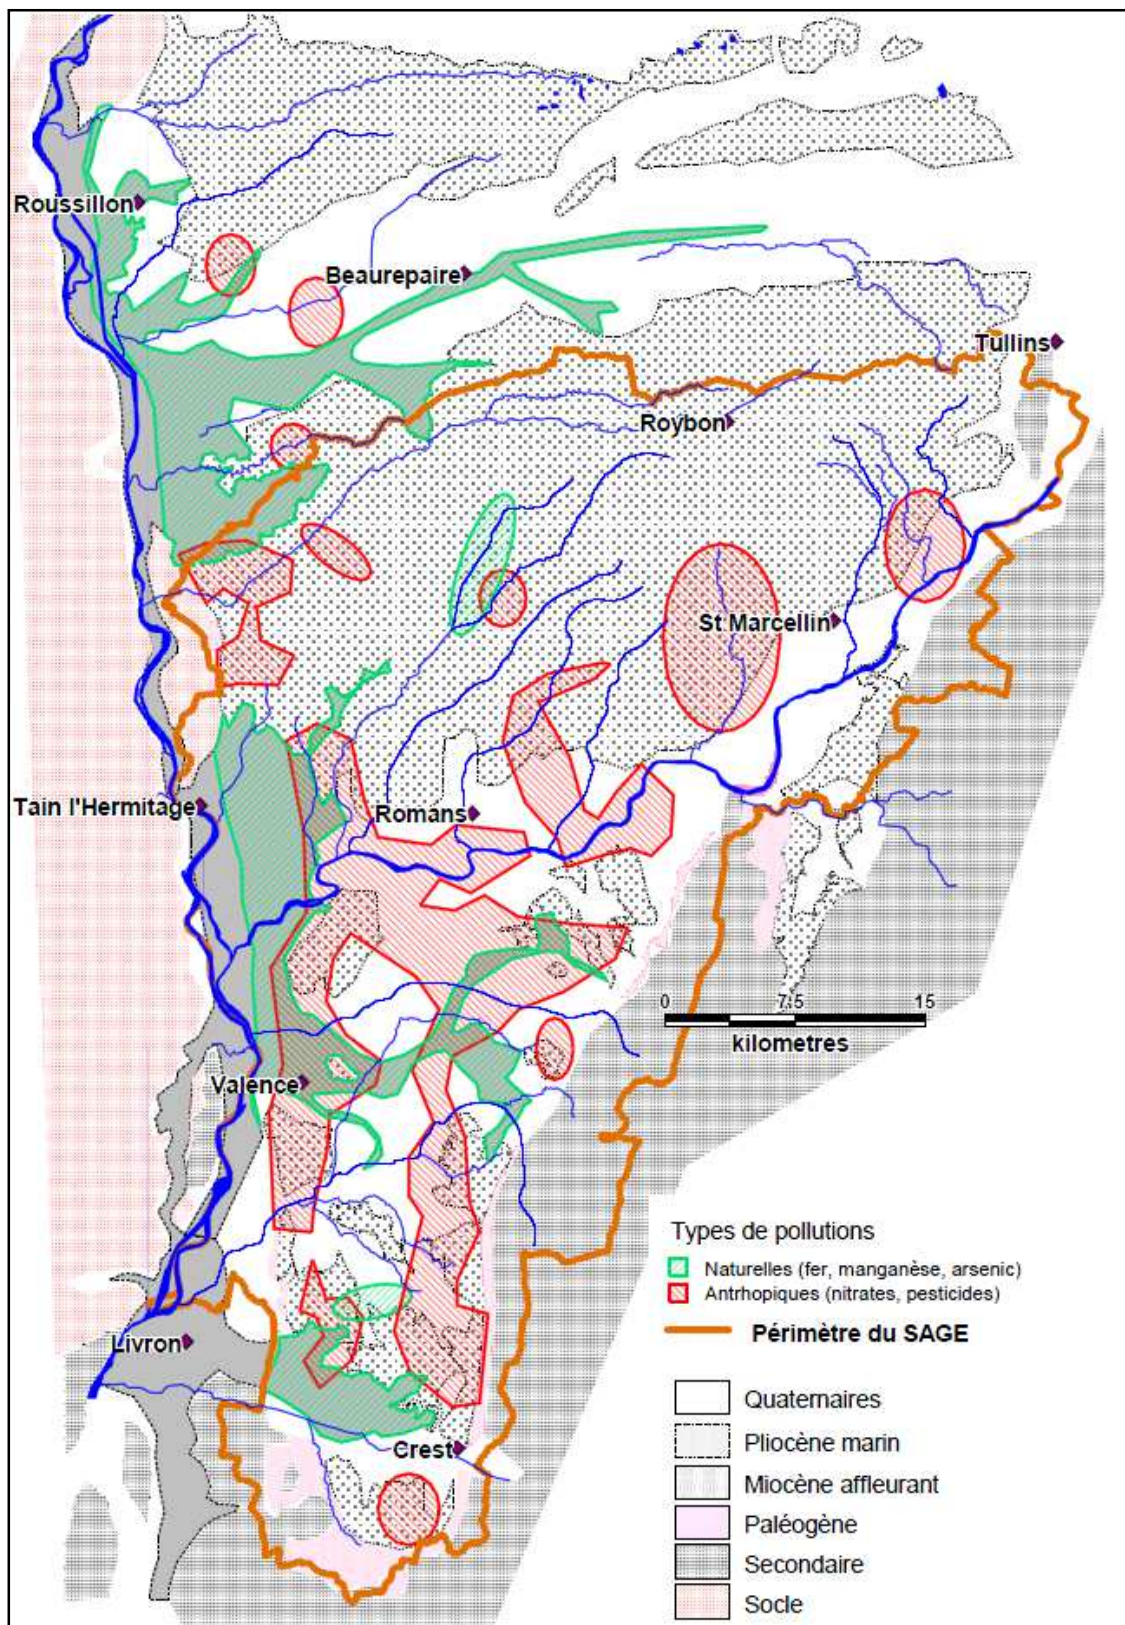 Roussillon
Beaurepaire
Tullins
Roybon
St Marcellin
Tain l'Hermitage
Romans
0 7.5 15
kilometres
Valence
Types de pollutions
Naturelles (fer, manganèse, arsenic)
Antrhopiques (nitrates, pesticides)
Périmètre du SAGE
Livron
Quaternaires
Pliocène marin
Crest
Miocène affleurant
Paléogène
Secondaire
Socle